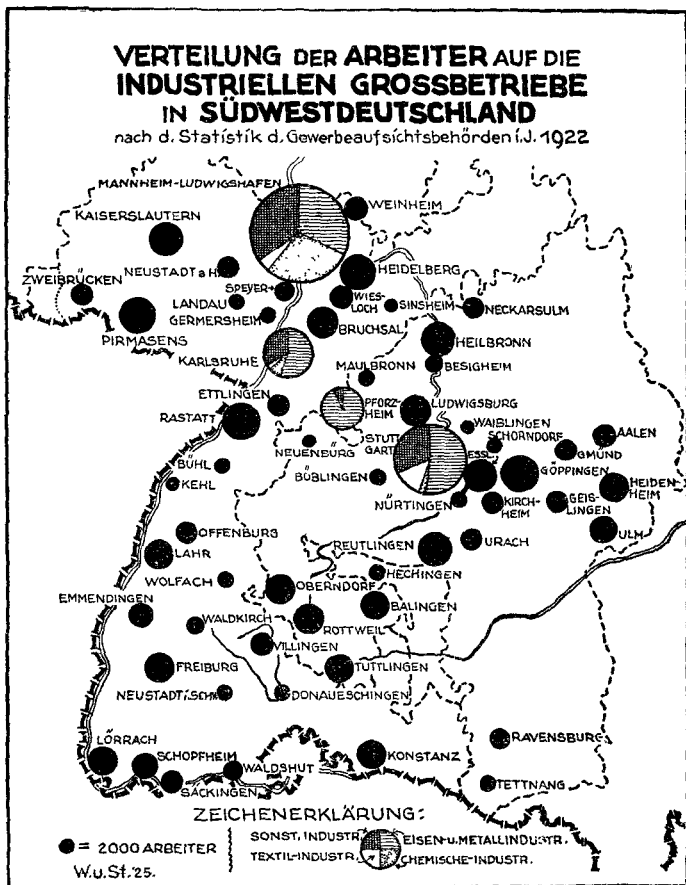 VERTEILUNG DER ARBEITER AUF DIE
INDUSTRIELLEN GROSSBETRIEBE
IN SÜDWESTDEUTSCHLAND
nach d. Statistik d. Gewerbeaufsichtsbehörden i.J. 1922
MANNHEIM-LUDWIGSHAFEN
WEINHEIM
KAISERSLAUTERN
NEUSTADT a H.
HEIDELBERG
ZWEIBRÜCKEN
SPEYER
WIES-
LOCH
SINSHEIM
NECKARSULM
LANDAU
GERMERSHEIM
BRUCHSAL
PIRMASENS
HEILBRONN
KARLSRUHE
MAULBRONN
BESIGHEIM
ETTLINGEN
PFORZ-
HEIM
LUDWIGSBURG
RASTATT
WAIBLINGEN
SCHORNDORF
AALEN
NEUENBURG
STUTT
GART
ESSL.
GMÜND
GÖPPINGEN
BÜHL
BÖBLINGEN
HEIDEN-
HEIM
KEHL
NÜRTINGEN
KIRCH-
HEIM
GEIS-
LINGEN
OFFENBURG
REUTLINGEN
URACH
ULM
LAHR
HECHINGEN
WOLFACH
OBERNDORF
BALINGEN
EMMENDINGEN
WALDKIRCH
ROTTWEIL
VILLINGEN
FREIBURG
TUTTLINGEN
NEUSTADT i.SCHW.
DONAUESCHINGEN
RAVENSBURG
LÖRRACH
SCHOPFHEIM
WALDSHUT
KONSTANZ
SÄCKINGEN
TETTNANG
ZEICHENERKLÄRUNG:
= 2000 ARBEITER
SONST. INDUSTR.
EISEN-U.METALLINDUSTR.
TEXTIL-INDUSTR.
CHEMISCHE-INDUSTR.
W.u.St.'25.